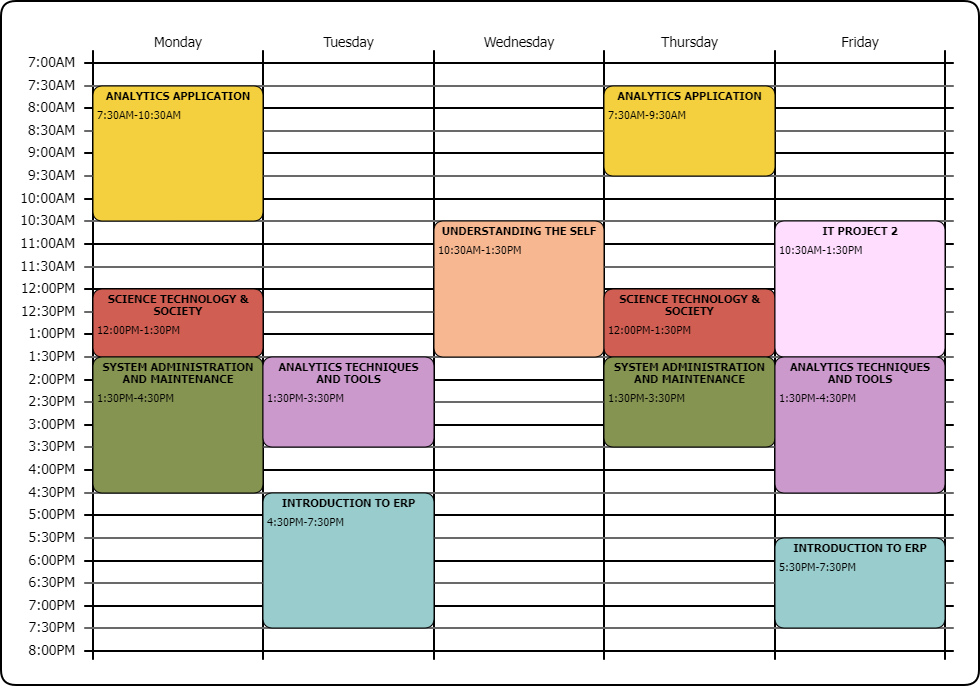 Monday Tuesday Wednesday Thursday Friday
7:00AM
7:30AM
8:00AM
8:30AM
9:00AM
9:30AM
10:00AM
10:30AM
11:00AM
11:30AM
12:00PM
12:30PM
1:00PM
1:30PM
2:00PM
2:30PM
3:00PM
3:30PM
4:00PM
4:30PM
5:00PM
5:30PM
6:00PM
6:30PM
7:00PM
7:30PM
8:00PM
ANALYTICS APPLICATION
7:30AM-10:30AM
SCIENCE TECHNOLOGY &
SOCIETY
12:00PM-1:30PM
SYSTEM ADMINISTRATION
AND MAINTENANCE
1:30PM-4:30PM
ANALYTICS TECHNIQUES
AND TOOLS
1:30PM-3:30PM
INTRODUCTION TO ERP
4:30PM-7:30PM
UNDERSTANDING THE SELF
10:30AM-1:30PM
ANALYTICS APPLICATION
7:30AM-9:30AM
SCIENCE TECHNOLOGY &
SOCIETY
12:00PM-1:30PM
SYSTEM ADMINISTRATION
AND MAINTENANCE
1:30PM-3:30PM
IT PROJECT 2
10:30AM-1:30PM
ANALYTICS TECHNIQUES
AND TOOLS
1:30PM-4:30PM
INTRODUCTION TO ERP
5:30PM-7:30PM